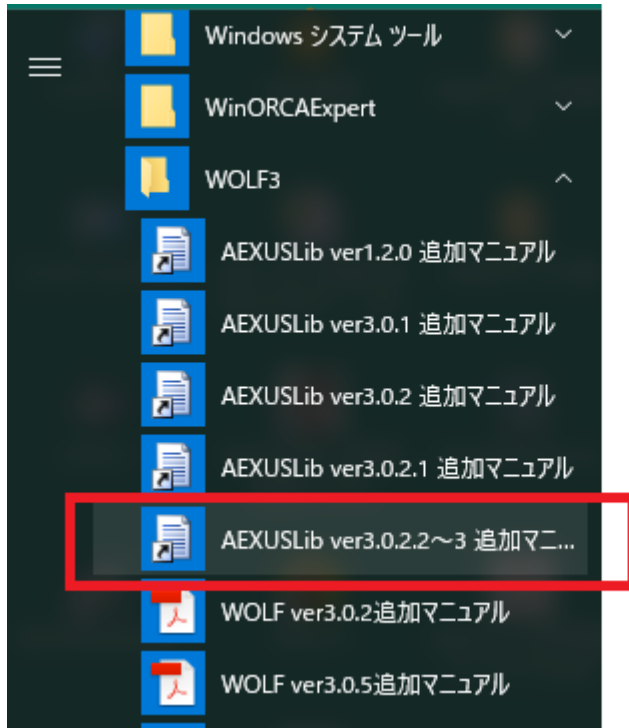 Windows システム ツール
WinORCAExpert
WOLF3
AEXUSLib ver1.2.0 追加マニュアル
AEXUSLib ver3.0.1 追加マニュアル
AEXUSLib ver3.0.2 追加マニュアル
AEXUSLib ver3.0.2.1 追加マニュアル
AEXUSLib ver3.0.2.2～3 追加マニ...
WOLF ver3.0.2追加マニュアル
WOLF ver3.0.5追加マニュアル